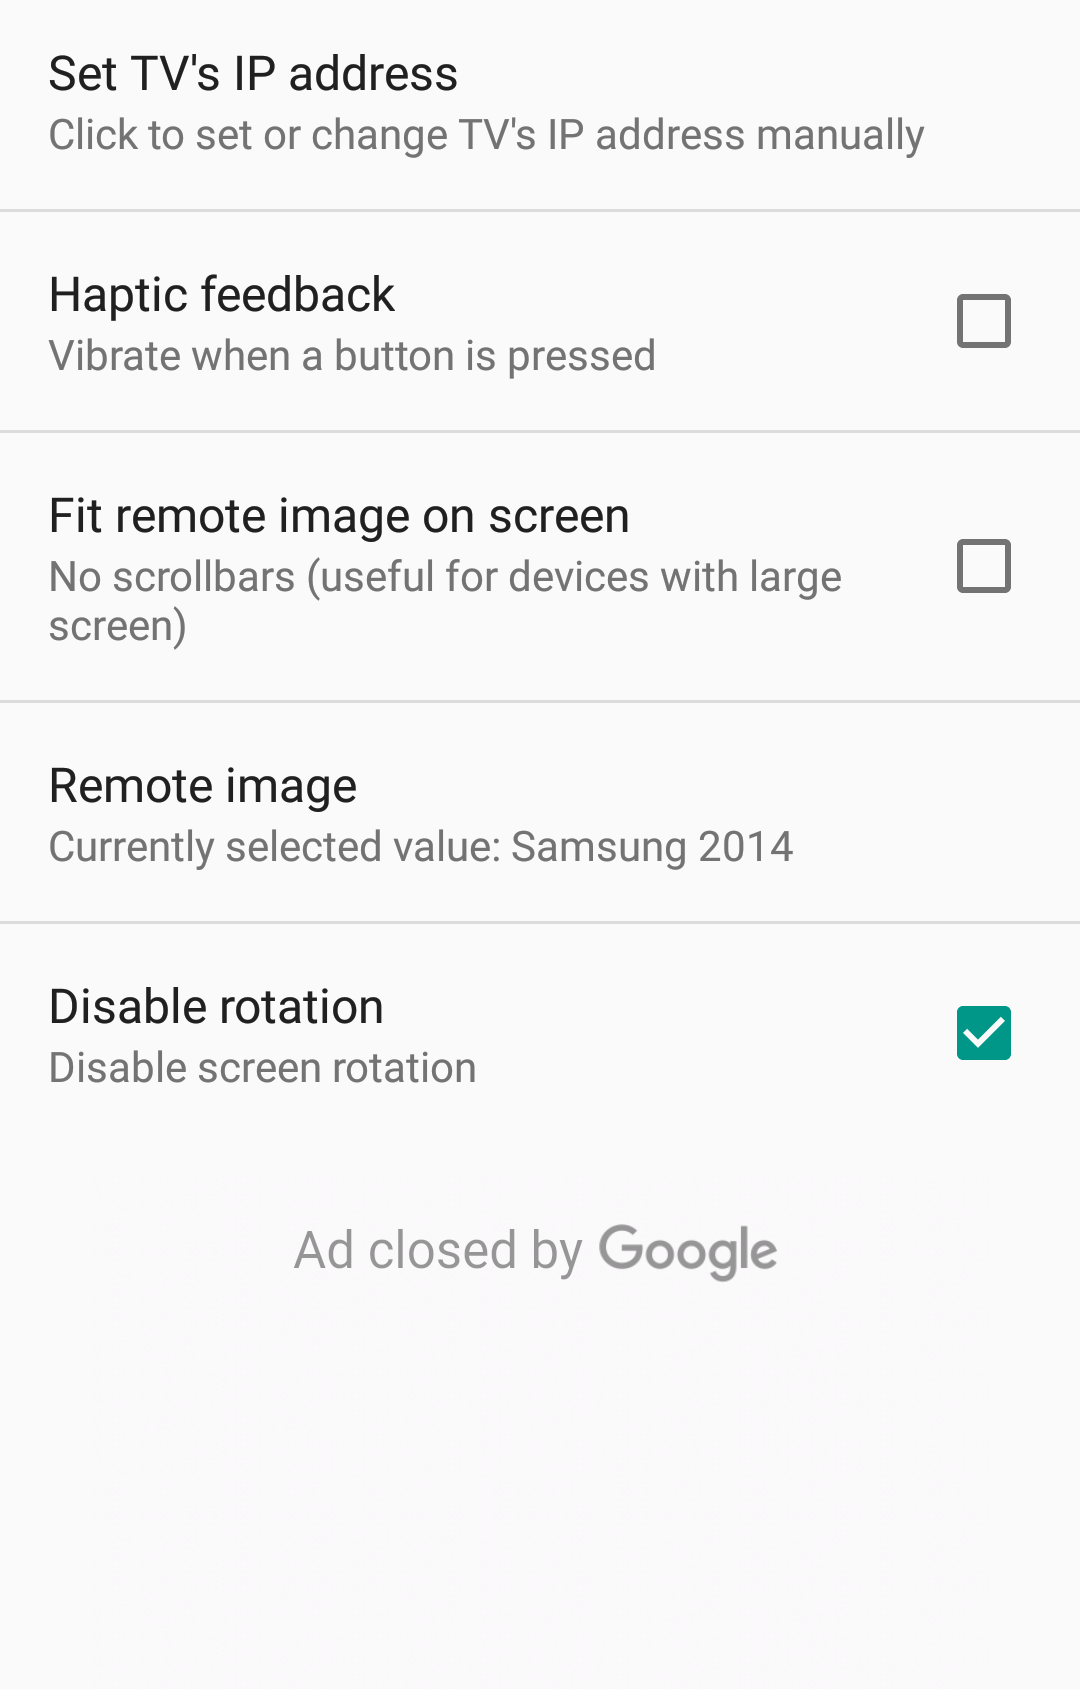 Set TV's IP address
Click to set or change TV's IP address manually
Haptic feedback
Vibrate when a button is pressed
Fit remote image on screen
No scrollbars (useful for devices with large
screen)
Remote image
Currently selected value: Samsung 2014
Disable rotation
Disable screen rotation
Ad closed by Google